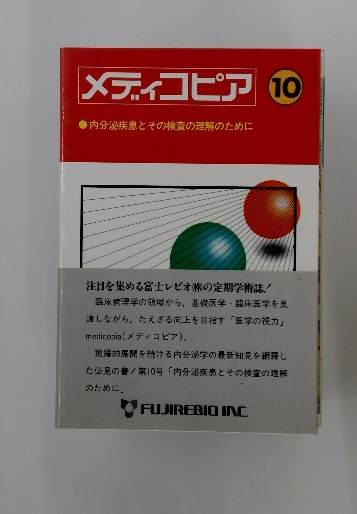 メディコピア 10
●内分泌疾患とその検査の理解のために
注目を集める富士レビオ㈱の定期学術誌!
臨床病理学の領域から、基礎医学・臨床医学を見
渡しながら、たえざる向上を目指す「医学の視力」
medicopia(メディコピア)。
飛躍的展開を続ける内分泌学の最新知見を網羅し
た必見の書!第10号「内分泌疾患とその検査の理解
のために」
FUJIREBIO INC.